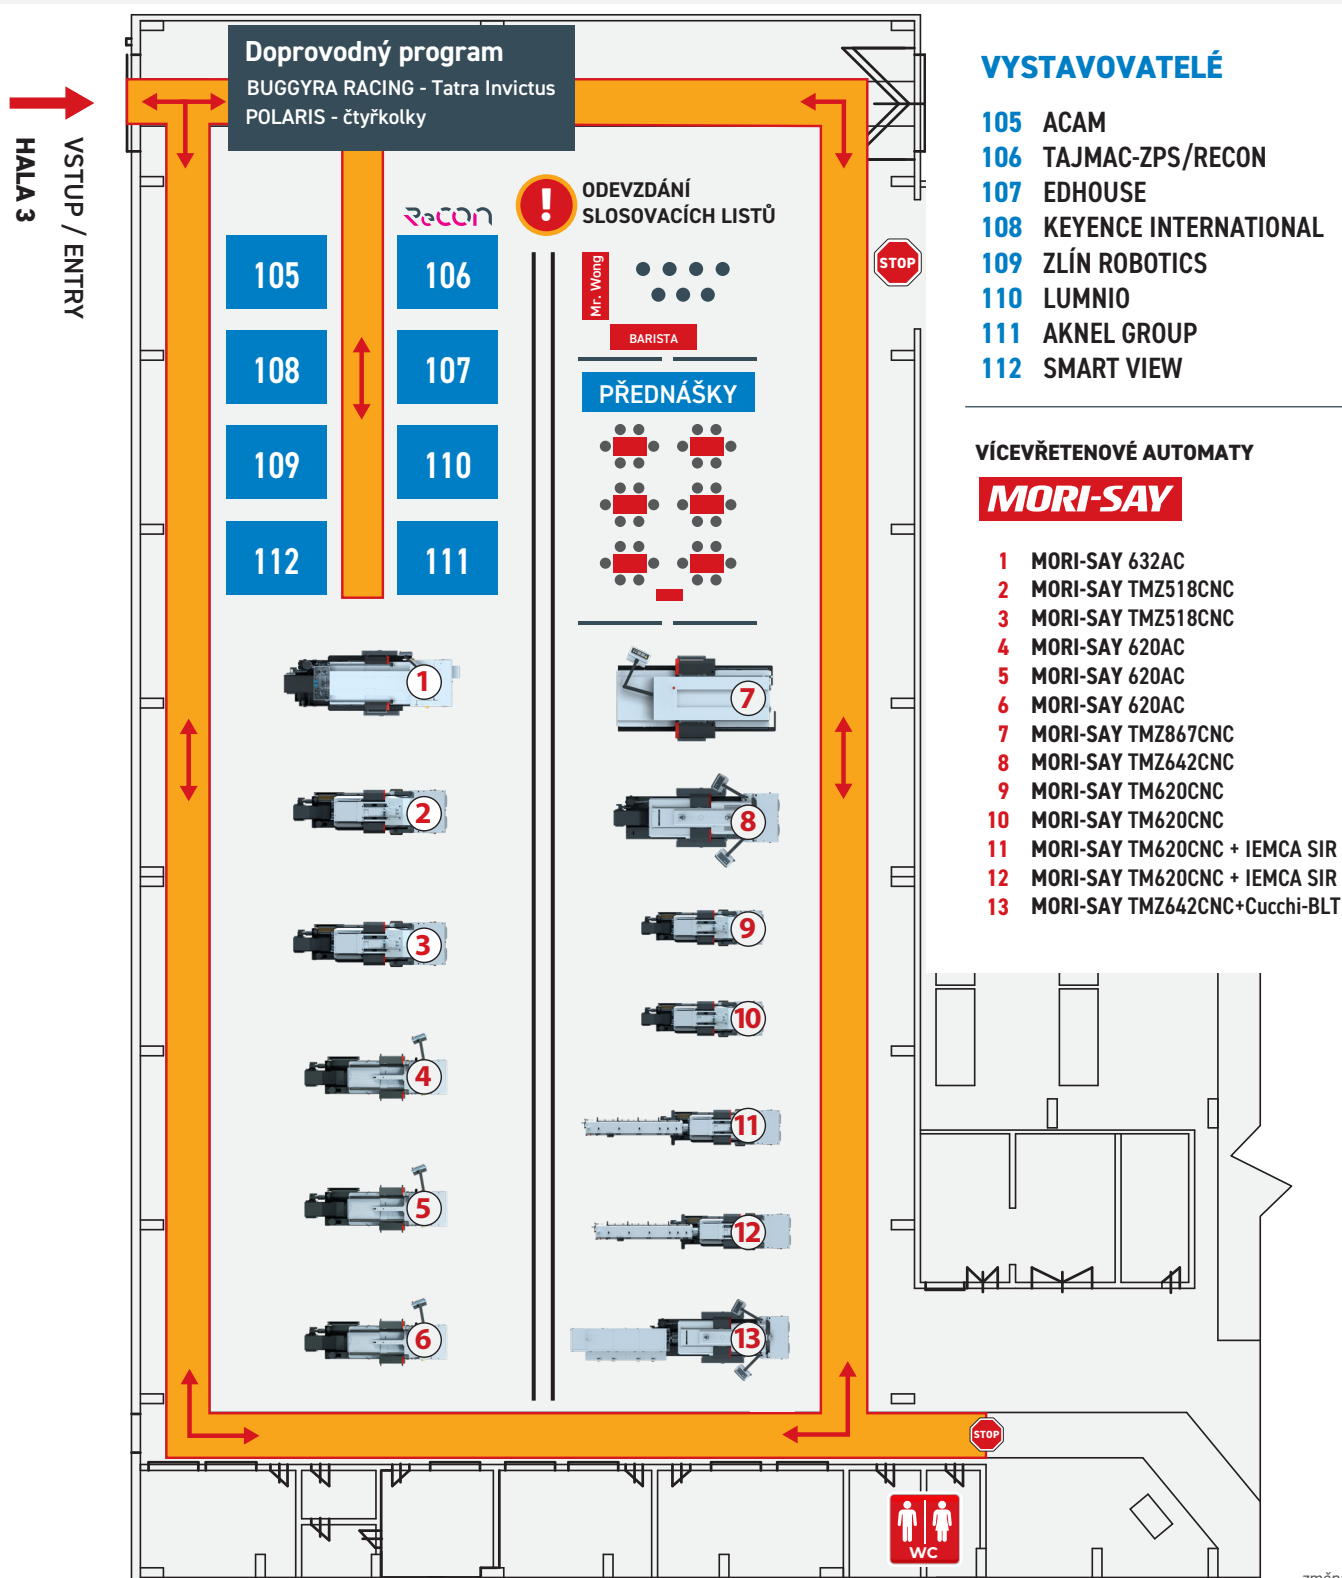 Doprovodný program
BUGGYRA RACING - Tatra Invictus
POLARIS - čtyřkolky
VSTUP / ENTRY
HALA 3
ReCON
!
ODEVZDÁNÍ
SLOSOVACÍCH LISTŮ
STOP
105
106
Mr. Wong
BARISTA
108
107
PŘEDNÁŠKY
109
110
112
111
1
7
2
8
3
9
10
4
11
5
12
6
13
STOP
WC
VYSTAVOVATELÉ
105 ACAM
106 TAJMAC-ZPS/RECON
107 EDHOUSE
108 KEYENCE INTERNATIONAL
109 ZLÍN ROBOTICS
110 LUMNIO
111 AKNEL GROUP
112 SMART VIEW
VÍCEVŘETENOVÉ AUTOMATY
MORI-SAY
1 MORI-SAY 632AC
2 MORI-SAY TMZ518CNC
3 MORI-SAY TMZ518CNC
4 MORI-SAY 620AC
5 MORI-SAY 620AC
6 MORI-SAY 620AC
7 MORI-SAY TMZ867CNC
8 MORI-SAY TMZ642CNC
9 MORI-SAY TM620CNC
10 MORI-SAY TM620CNC
11 MORI-SAY TM620CNC + IEMCA SIR
12 MORI-SAY TM620CNC + IEMCA SIR
13 MORI-SAY TMZ642CNC+Cucchi-BLT